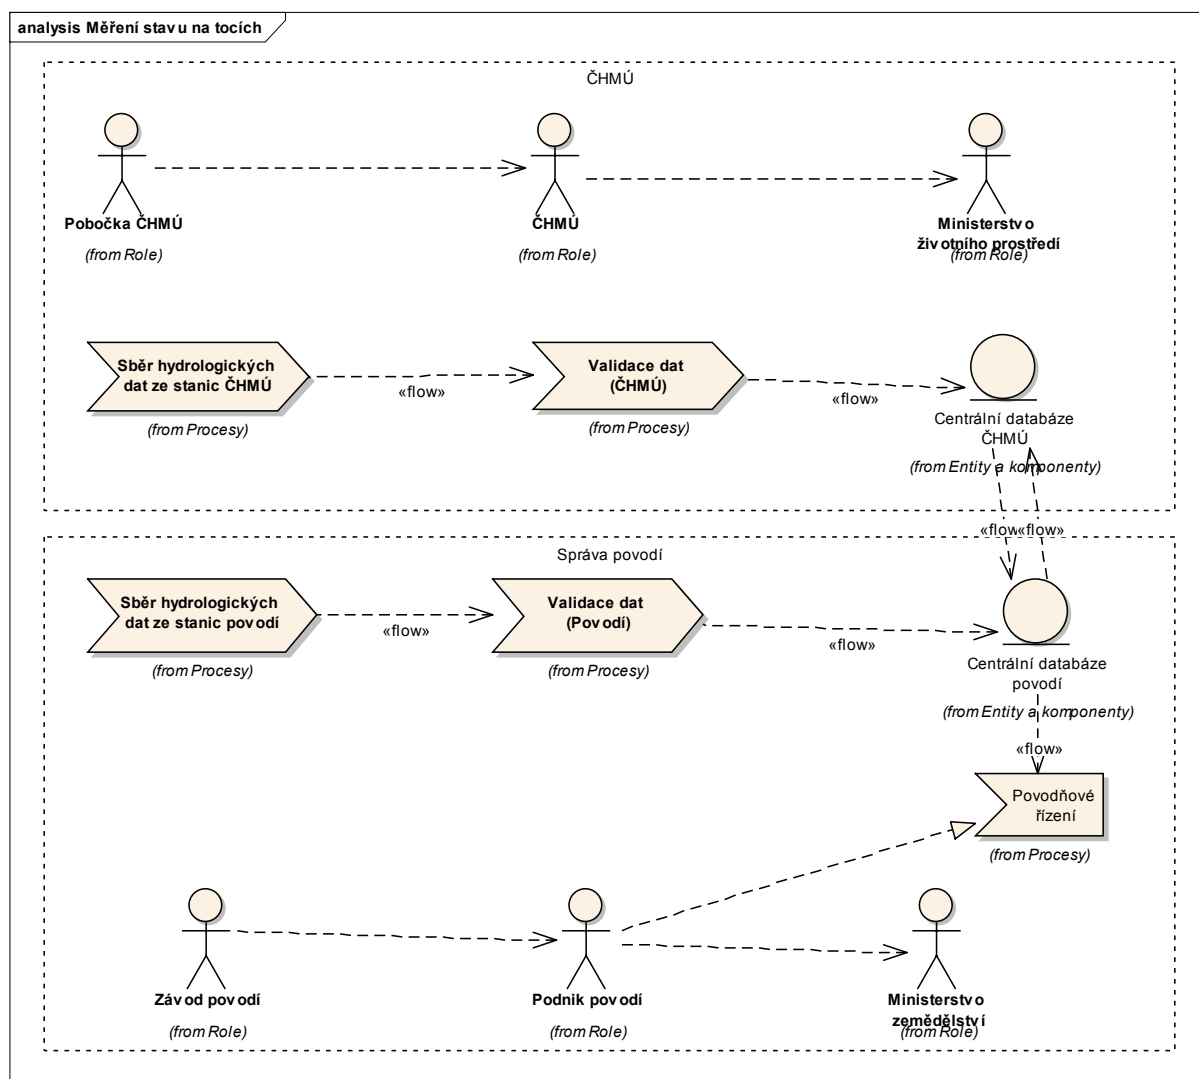 analysis Měření stavu na tocích
ČHMÚ
Pobočka ČHMÚ
(from Role)
ČHMÚ
(from Role)
Ministerstvo
životního prostředí
(from Role)
Sběr hydrologických
dat ze stanic ČHMÚ
(from Procesy)
«flow»
Validace dat
(ČHMÚ)
(from Procesy)
«flow»
Centrální databáze
ČHMÚ
(from Entity a komponenty)
«flow»
«flow»
Správa povodí
Sběr hydrologických
dat ze stanic povodí
(from Procesy)
«flow»
Validace dat
(Povodí)
(from Procesy)
«flow»
Centrální databáze
povodí
(from Entity a komponenty)
«flow»
Povodňové
řízení
(from Procesy)
Závod povodí
(from Role)
Podnik povodí
(from Role)
Ministerstvo
zemědělství
(from Role)